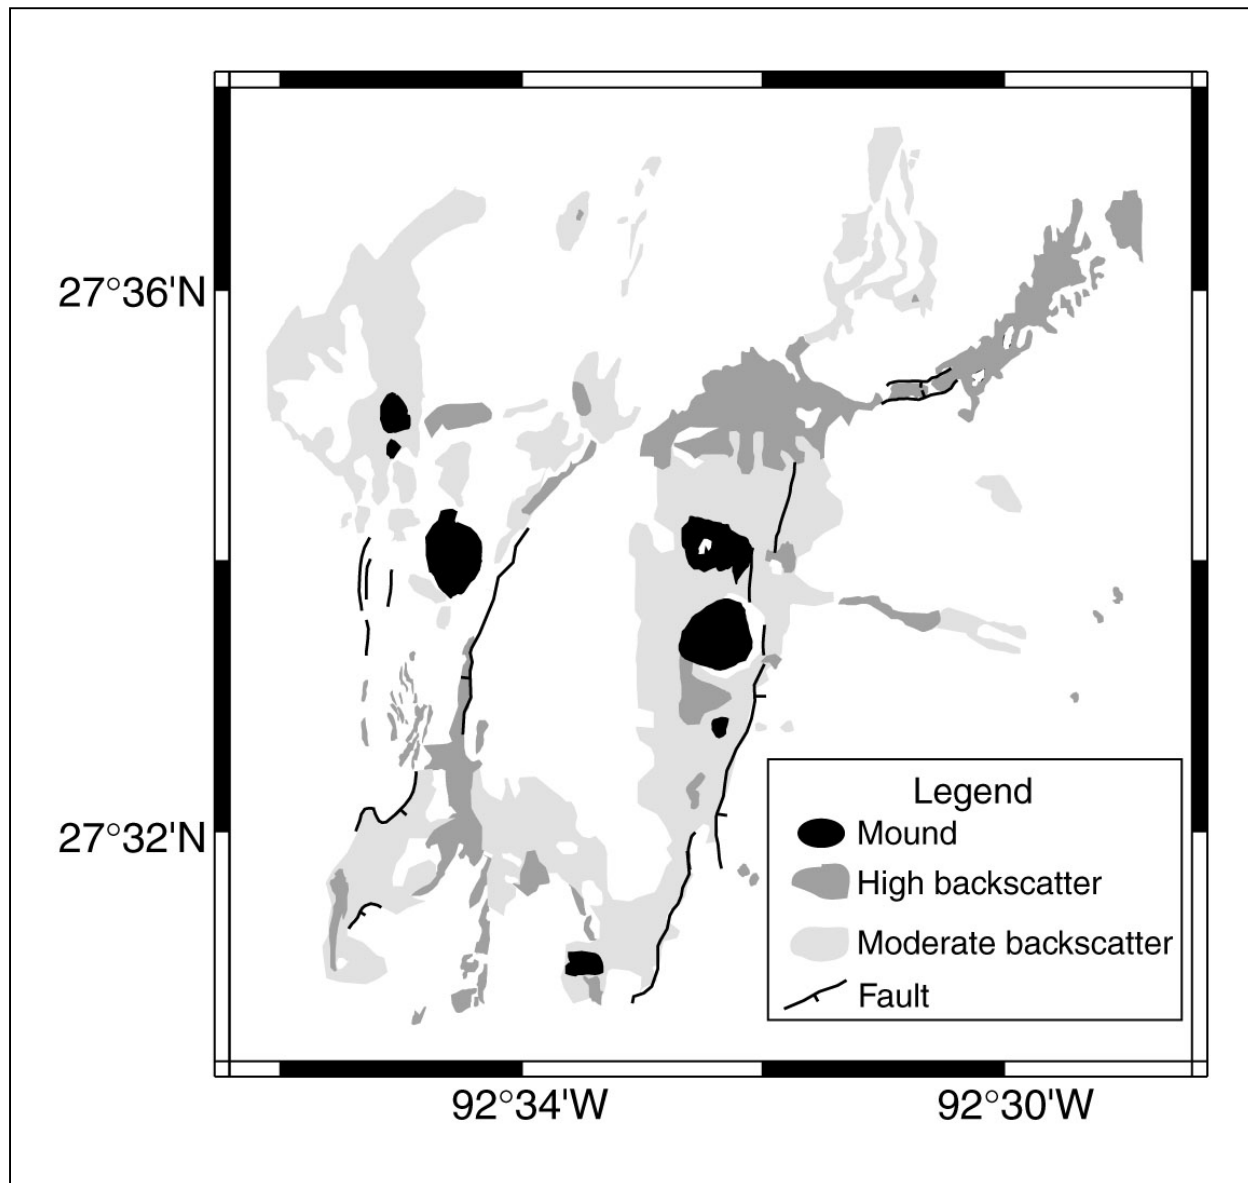 27°36'N
27°32'N
Legend
Mound
High backscatter
Moderate backscatter
Fault
92°34'W
92°30'W